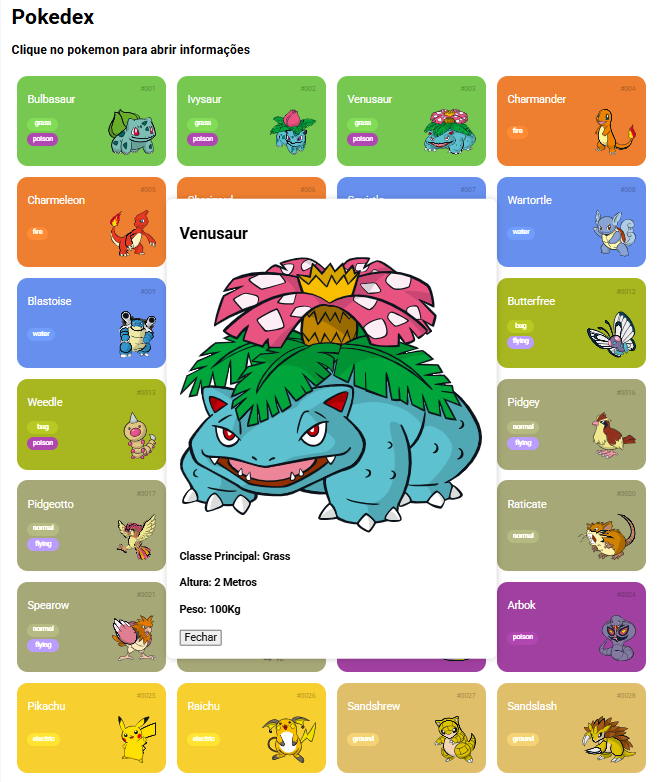 Pokedex
Clique no pokemon para abrir informações
#001 #002 #003 #004
Bulbasaur Ivysaur Venusaur Charmander
grass grass grass fire
poison poison poison
#005 #006 #007 #008
Charmeleon Charizard Squirtle Wartortle
fire water
Venusaur
#009 #0012
Blastoise Butterfree
water bug
flying
#0013 #0016
Weedle Pidgey
bug normal
poison flying
#0017 #0020
Pidgeotto Raticate
normal normal
flying
Classe Principal: Grass
Altura: 2 Metros
Peso: 100Kg
Fechar
#0021 #0024
Spearow Arbok
normal poison
flying
#0025 #0026 #0027 #0028
Pikachu Raichu Sandshrew Sandslash
electric electric ground ground